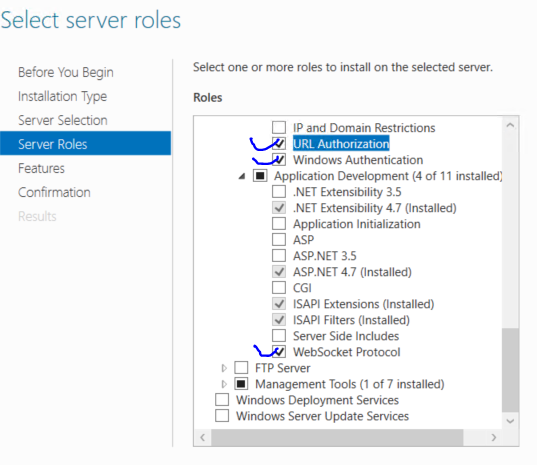 Select server roles
Before You Begin
Installation Type
Server Selection
Server Roles
Features
Confirmation
Results
Select one or more roles to install on the selected server.
Roles
IP and Domain Restrictions
URL Authorization
Windows Authentication
Application Development (4 of 11 installed)
.NET Extensibility 3.5
.NET Extensibility 4.7 (Installed)
Application Initialization
ASP
ASP.NET 3.5
ASP.NET 4.7 (Installed)
CGI
ISAPI Extensions (Installed)
ISAPI Filters (Installed)
Server Side Includes
WebSocket Protocol
FTP Server
Management Tools (1 of 7 installed)
Windows Deployment Services
Windows Server Update Services